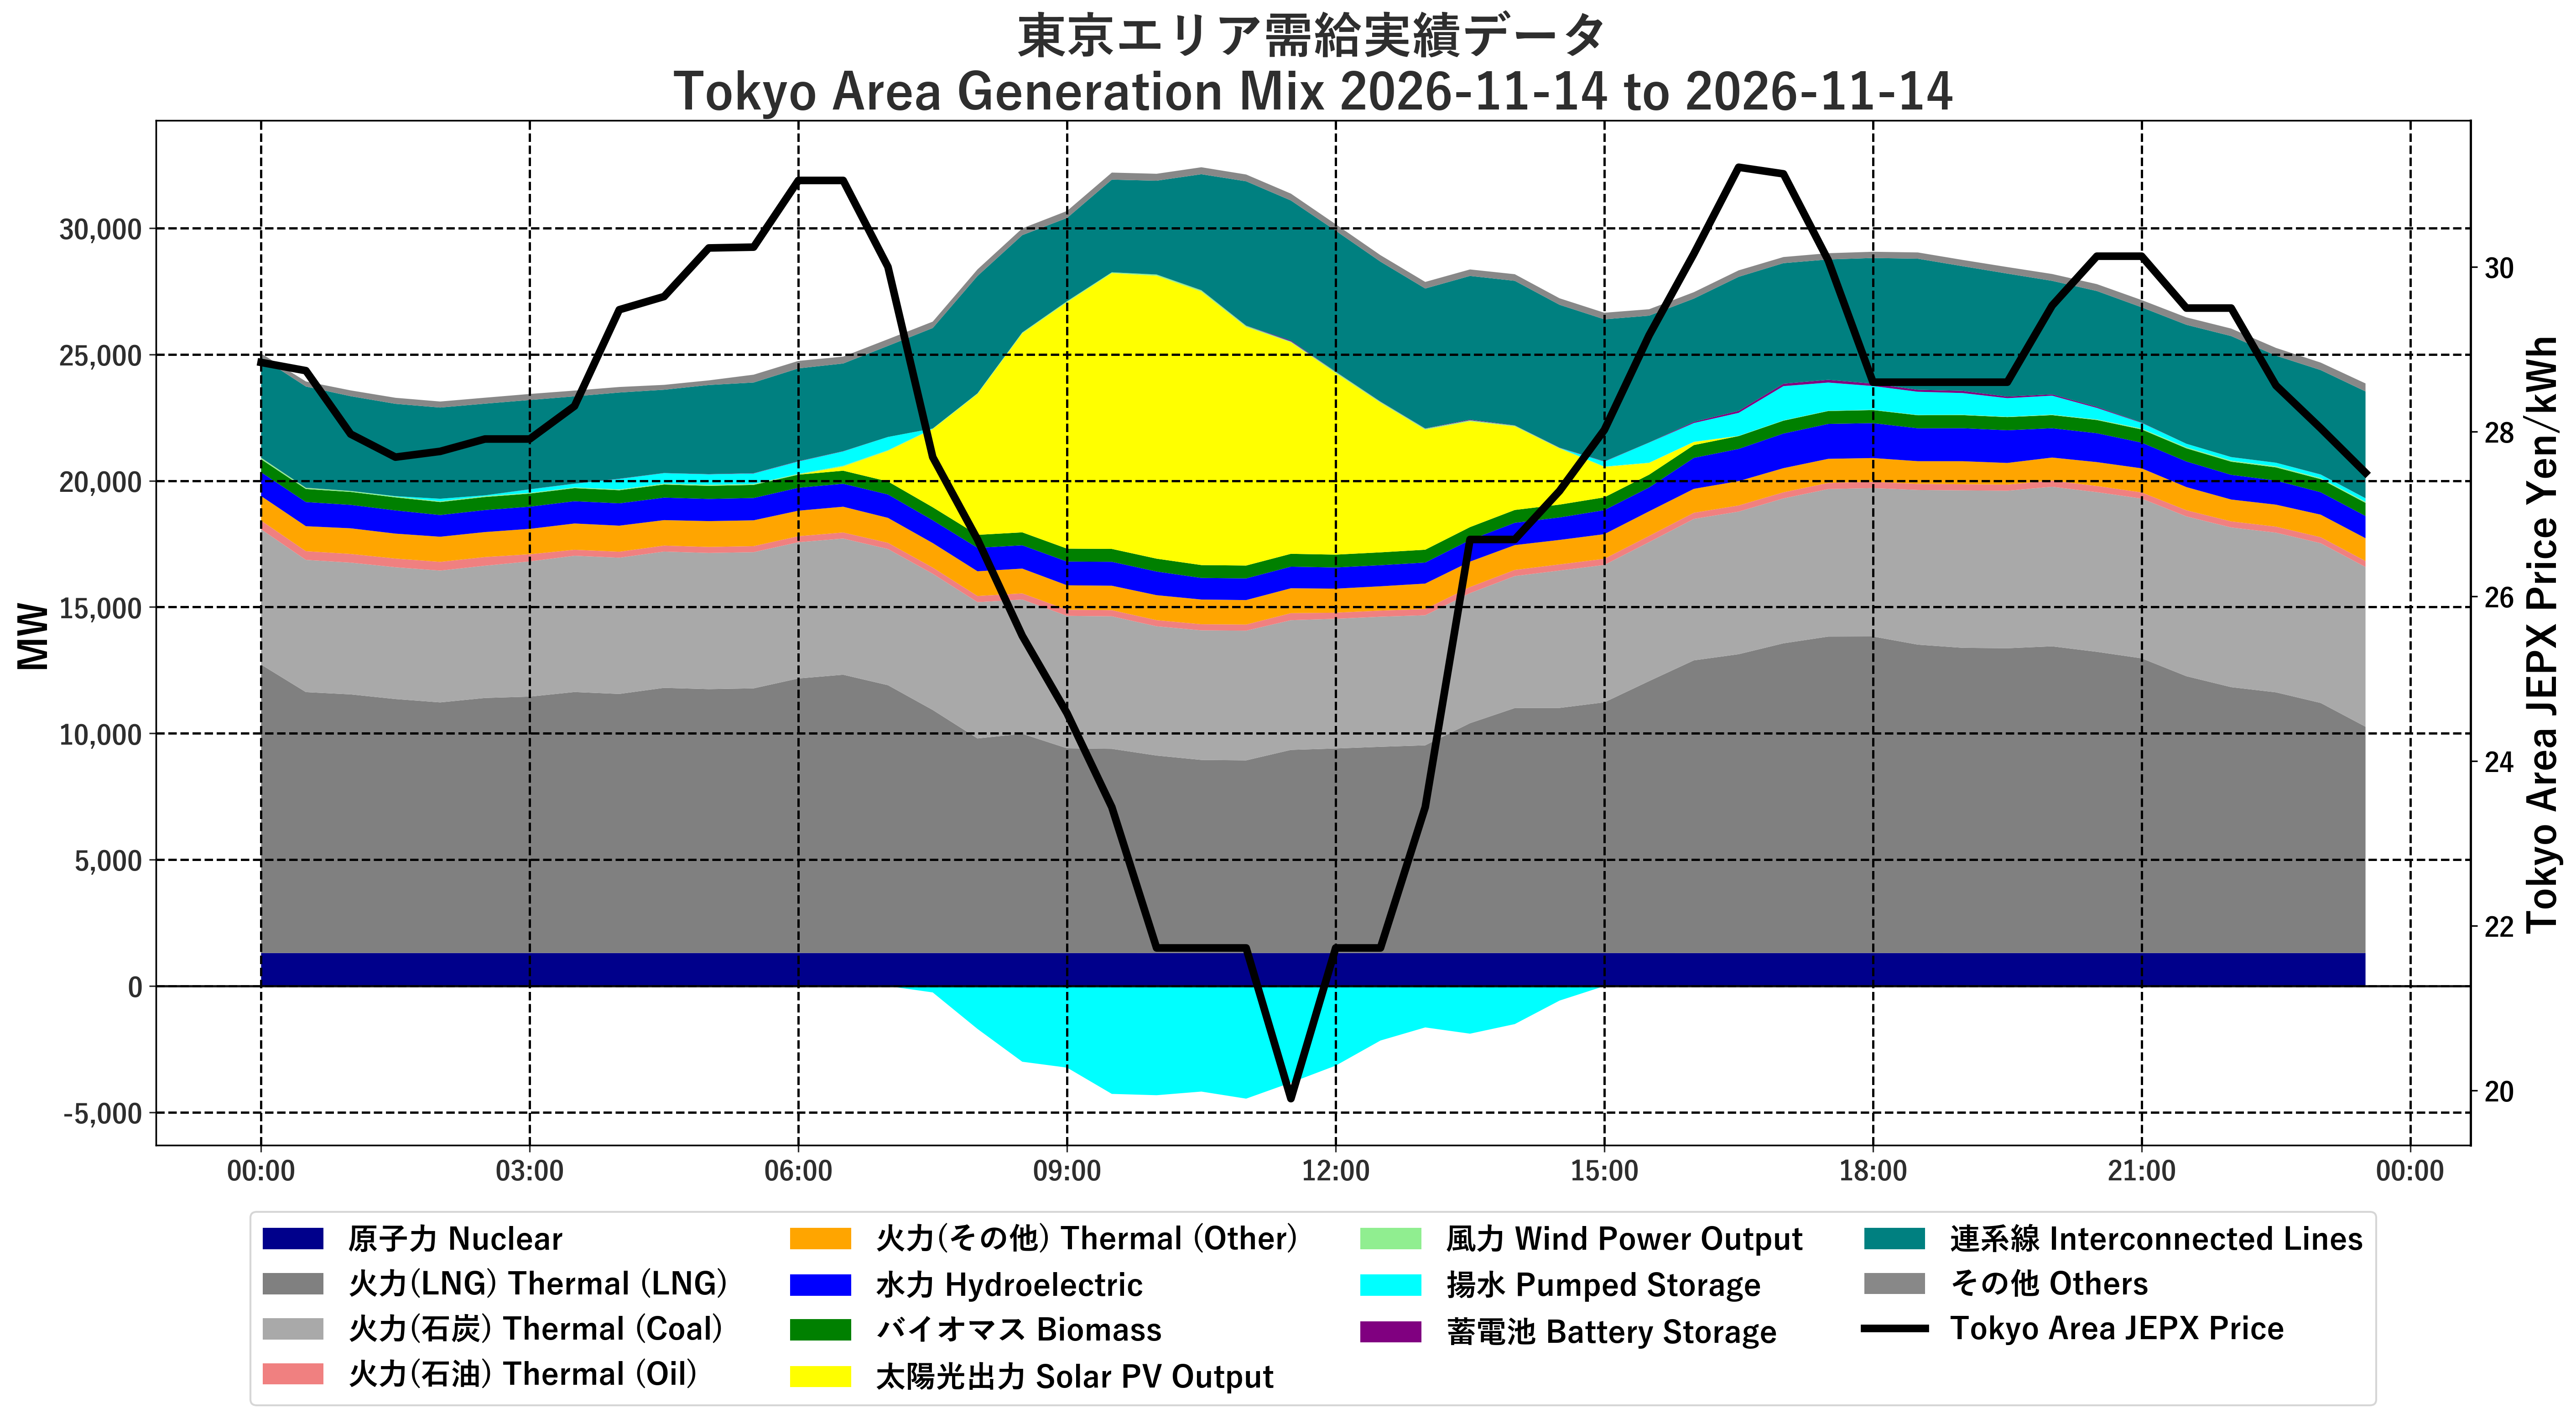 東京エリア需給実績データ
Tokyo Area Generation Mix 2026-11-14 to 2026-11-14
MW
30,000
25,000
20,000
15,000
10,000
5,000
0
-5,000
Tokyo Area JEPX Price Yen/kWh
30
28
26
24
22
20
00:00 03:00 06:00 09:00 12:00 15:00 18:00 21:00 00:00
原子力 Nuclear
火力(LNG) Thermal (LNG)
火力(石炭) Thermal (Coal)
火力(石油) Thermal (Oil)
火力(その他) Thermal (Other)
水力 Hydroelectric
バイオマス Biomass
太陽光出力 Solar PV Output
風力 Wind Power Output
揚水 Pumped Storage
蓄電池 Battery Storage
連系線 Interconnected Lines
その他 Others
Tokyo Area JEPX Price